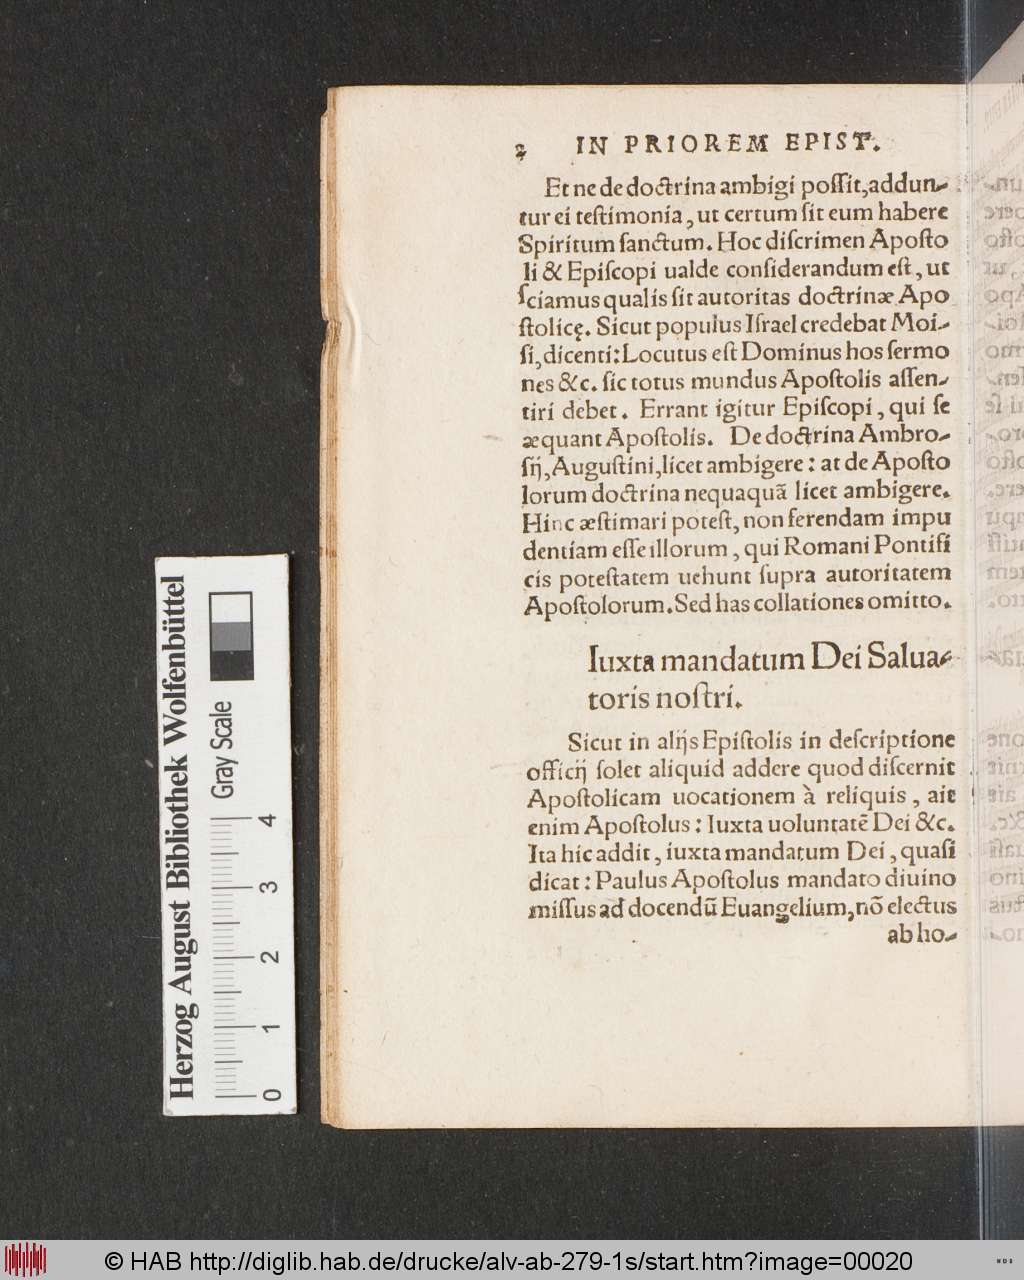 2 IN PRIOREM EPIST.
Et ne de doctrina ambigi poſſit, addun-
tur ei teſtimonia, ut certum ſit eum habere
Spiritum ſanctum. Hoc diſcrimen Apoſto
li & Epiſcopi ualde conſiderandum eſt, ut
ſciamus qualis ſit autoritas doctrinæ Apo
ſtolicę. Sicut populus Iſrael credebat Moi-
ſi, dicenti: Locutus eſt Dominus hos ſermo
nes &c. ſic totus mundus Apoſtolis aſſen-
tiri debet. Errant igitur Epiſcopi, qui ſe
æquant Apoſtolis. De doctrina Ambro-
ſij, Auguſtini, licet ambigere: at de Apoſto
lorum doctrina nequaquã licet ambigere.
Hinc æſtimari poteſt, non ferendam impu
dentiam eſſe illorum, qui Romani Pontifi
cis poteſtatem uehunt ſupra autoritatem
Apoſtolorum. Sed has collationes omitto.
Iuxta mandatum Dei Salua-
toris noſtri.
Sicut in alijs Epiſtolis in deſcriptione
officij ſolet aliquid addere quod diſcernit
Apoſtolicam uocationem à reliquis, ait
enim Apoſtolus: Iuxta uoluntatē Dei &c.
Ita hic addit, iuxta mandatum Dei, quaſi
dicat: Paulus Apoſtolus mandato diuino
miſſus ad docendū Euangelium, nō electus
ab ho-
Herzog August Bibliothek Wolfenbüttel
Gray Scale
0 1 2 3 4
© HAB http://diglib.hab.de/drucke/alv-ab-279-1s/start.htm?image=00020